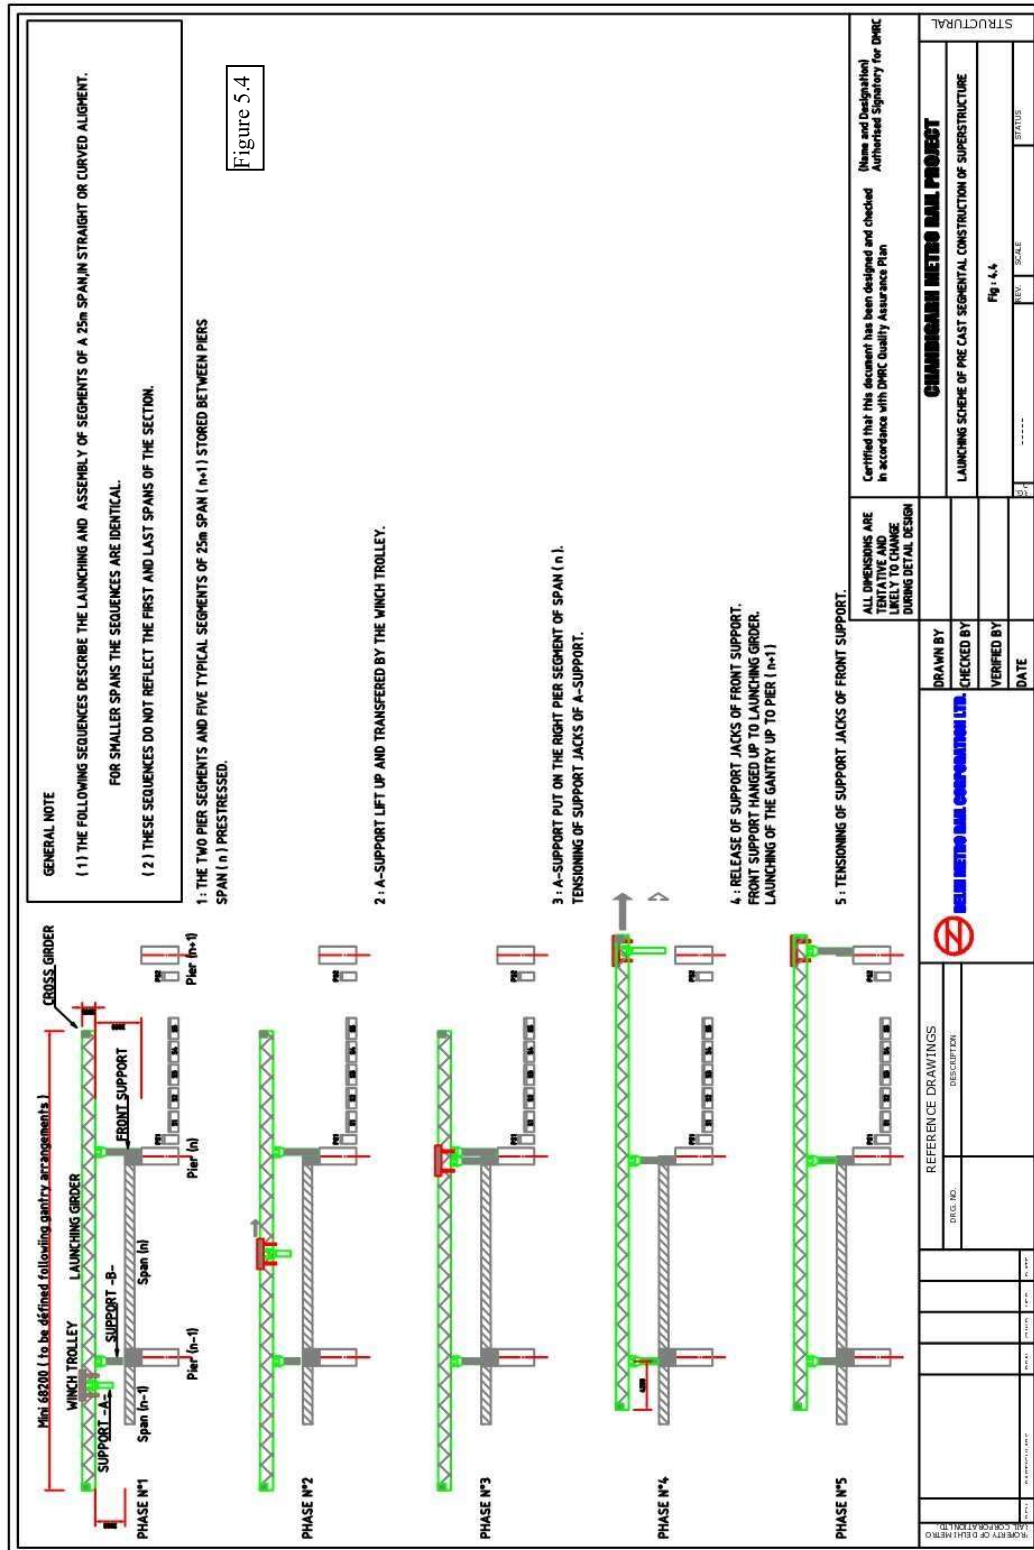 Figure 5.4
GENERAL NOTE
( 1 ) THE FOLLOWING SEQUENCES DESCRIBE THE LAUNCHING AND ASSEMBLY OF SEGMENTS OF A 25m SPAN,IN STRAIGHT OR CURVED ALIGMENT.
FOR SMALLER SPANS THE SEQUENCES ARE IDENTICAL.
( 2 ) THESE SEQUENCES DO NOT REFLECT THE FIRST AND LAST SPANS OF THE SECTION.
Mini 68200 ( to be defined following gantry arrangements )
CROSS GIRDER
WINCH TROLLEY
LAUNCHING GIRDER
SUPPORT -A-
SUPPORT -B-
FRONT SUPPORT
Span (n-1)
Span (n)
Pier (n-1)
Pier (n)
Pier (n+1)
PHASE N°1
1 : THE TWO PIER SEGMENTS AND FIVE TYPICAL SEGMENTS OF 25m SPAN ( n+1 ) STORED BETWEEN PIERS
SPAN ( n ) PRESTRESSED.
PHASE N°2
2 : A-SUPPORT LIFT UP AND TRANSFERED BY THE WINCH TROLLEY.
PHASE N°3
3 : A-SUPPORT PUT ON THE RIGHT PIER SEGMENT OF SPAN ( n ).
TENSIONING OF SUPPORT JACKS OF A-SUPPORT.
PHASE N°4
4 : RELEASE OF SUPPORT JACKS OF FRONT SUPPORT.
FRONT SUPPORT HANGED UP TO LAUNCHING GIRDER.
LAUNCHING OF THE GANTRY UP TO PIER ( n+1 )
PHASE N°5
5 : TENSIONING OF SUPPORT JACKS OF FRONT SUPPORT.
ALL DIMENSIONS ARE
TENTATIVE AND
LIKELY TO CHANGE
DURING DETAIL DESIGN
Certified that this document has been designed and checked
in accordance with DMRC Quality Assurance Plan
(Name and Designation)
Authorised Signatory for DMRC
REFERENCE DRAWINGS
DRG. NO.
DESCRIPTION
DELHI METRO RAIL CORPORATION LTD.
DRAWN BY
CHECKED BY
VERIFIED BY
DATE
CHANDIGARH METRO RAIL PROJECT
LAUNCHING SCHEME OF PRE CAST SEGMENTAL CONSTRUCTION OF SUPERSTRUCTURE
Fig : 4.4
REV.
SCALE
STATUS
STRUCTURAL